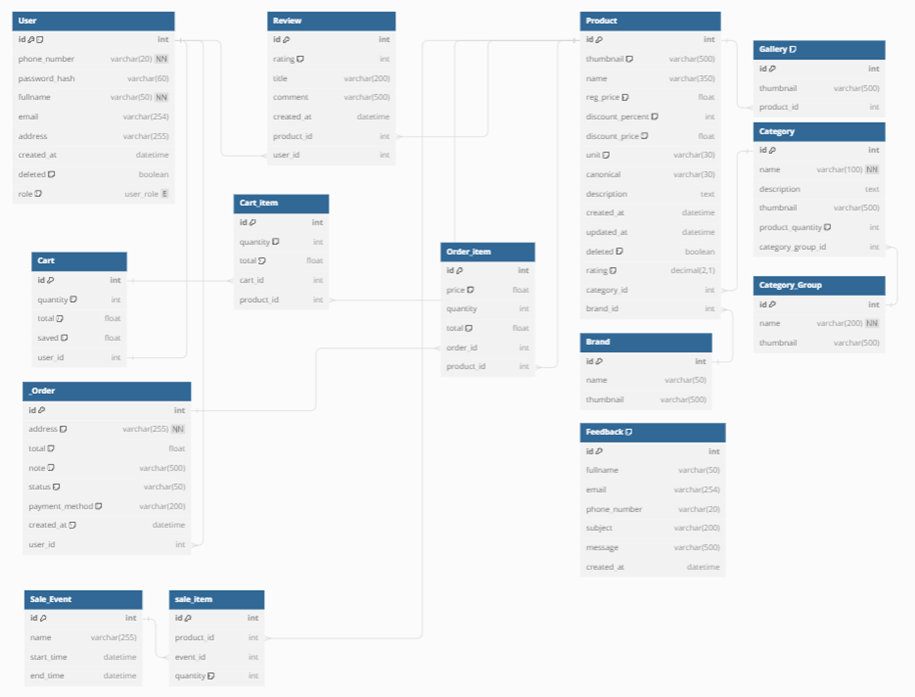 User
id int
phone_number varchar(20) NN
password_hash varchar(60)
fullname varchar(50) NN
email varchar(254)
address varchar(255)
created_at datetime
deleted boolean
role user_role E
Review
id int
rating int
title varchar(200)
comment varchar(500)
created_at datetime
product_id int
user_id int
Product
id int
thumbnail varchar(500)
name varchar(350)
reg_price float
discount_percent int
discount_price float
unit varchar(30)
canonical varchar(30)
description text
created_at datetime
updated_at datetime
deleted boolean
rating decimal(2,1)
category_id int
brand_id int
Gallery
id int
thumbnail varchar(500)
product_id int
Category
id int
name varchar(100) NN
description text
thumbnail varchar(500)
product_quantity int
category_group_id int
Cart_item
id int
quantity int
total float
cart_id int
product_id int
Order_item
id int
price float
quantity int
total float
order_id int
product_id int
Cart
id int
quantity int
total float
saved float
user_id int
Category_Group
id int
name varchar(200) NN
thumbnail varchar(500)
Brand
id int
name varchar(50)
thumbnail varchar(500)
_Order
id int
address varchar(255) NN
total float
note varchar(500)
status varchar(50)
payment_method varchar(200)
created_at datetime
user_id int
Feedback
id int
fullname varchar(50)
email varchar(254)
phone_number varchar(20)
subject varchar(200)
message varchar(500)
created_at datetime
Sale_Event
id int
name varchar(255)
start_time datetime
end_time datetime
sale_item
id int
product_id int
event_id int
quantity int